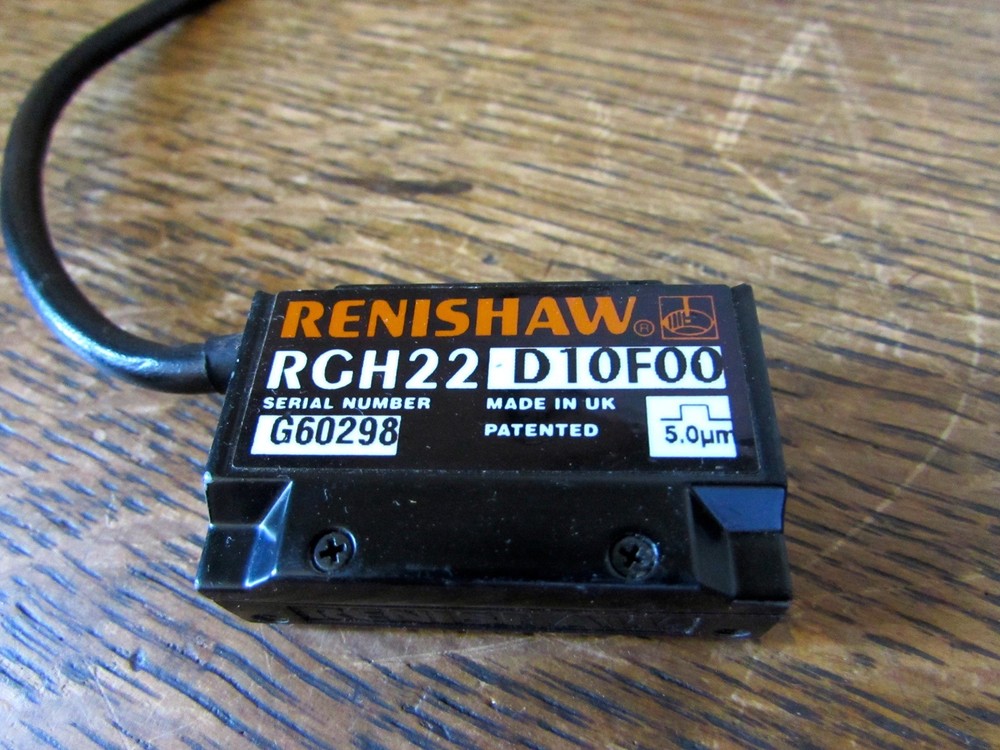 RENISHAW®
RGH22 D10F00
SERIAL NUMBER MADE IN UK
G60298 PATENTED 5.0µm